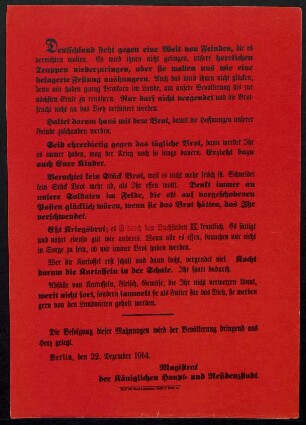 Deutschland steht gegen eine Welt von Feinden, die es
vernichten wollen. Es wird ihnen nicht gelingen, unsere herrlichen
Truppen niederzuringen, aber sie wollen uns wie eine
belagerte Festung aushungern. Auch das wird ihnen nicht glücken,
denn wir haben genug Brotkorn im Lande, um unsere Bevölkerung bis zur
nächsten Ernte zu ernähren. Nur darf nicht vergeudet und die Brot-
frucht nicht an das Vieh verfüttert werden.
Haltet darum haus mit dem Brot, damit die Hoffnungen unserer
Feinde zuschanden werden.
Seid ehrerbietig gegen das tägliche Brot, dann werdet Ihr
es immer haben, mag der Krieg noch so lange dauern. Erzieht dazu
auch Eure Kinder.
Verachtet kein Stück Brot, weil es nicht mehr frisch ist. Schneidet
kein Stück Brot mehr ab, als Ihr essen wollt. Denkt immer an
unsere Soldaten im Felde, die oft auf vorgeschobenen
Posten glücklich wären, wenn sie das Brot hätten, das Ihr
verschwendet.
Eßt Kriegsbrot; es ist durch den Buchstaben K kenntlich. Es sättigt
und nährt ebenso gut wie anderes. Wenn alle es essen, brauchen wir nicht
in Sorge zu sein, ob wir immer Brot haben werden.
Wer die Kartoffel erst schält und dann kocht, vergeudet viel. Kocht
darum die Kartoffeln in der Schale. Ihr spart dadurch.
Abfälle von Kartoffeln, Fleisch, Gemüse, die Ihr nicht verwerten könnt,
werft nicht fort, sondern sammelt sie als Futter für das Vieh, sie werden
gern von den Landwirten geholt werden.
Die Befolgung dieser Mahnungen wird der Bevölkerung dringend ans
Herz gelegt.
Berlin, den 22. Dezember 1914.
Magistrat
der Königlichen Haupt- und Residenzstadt.